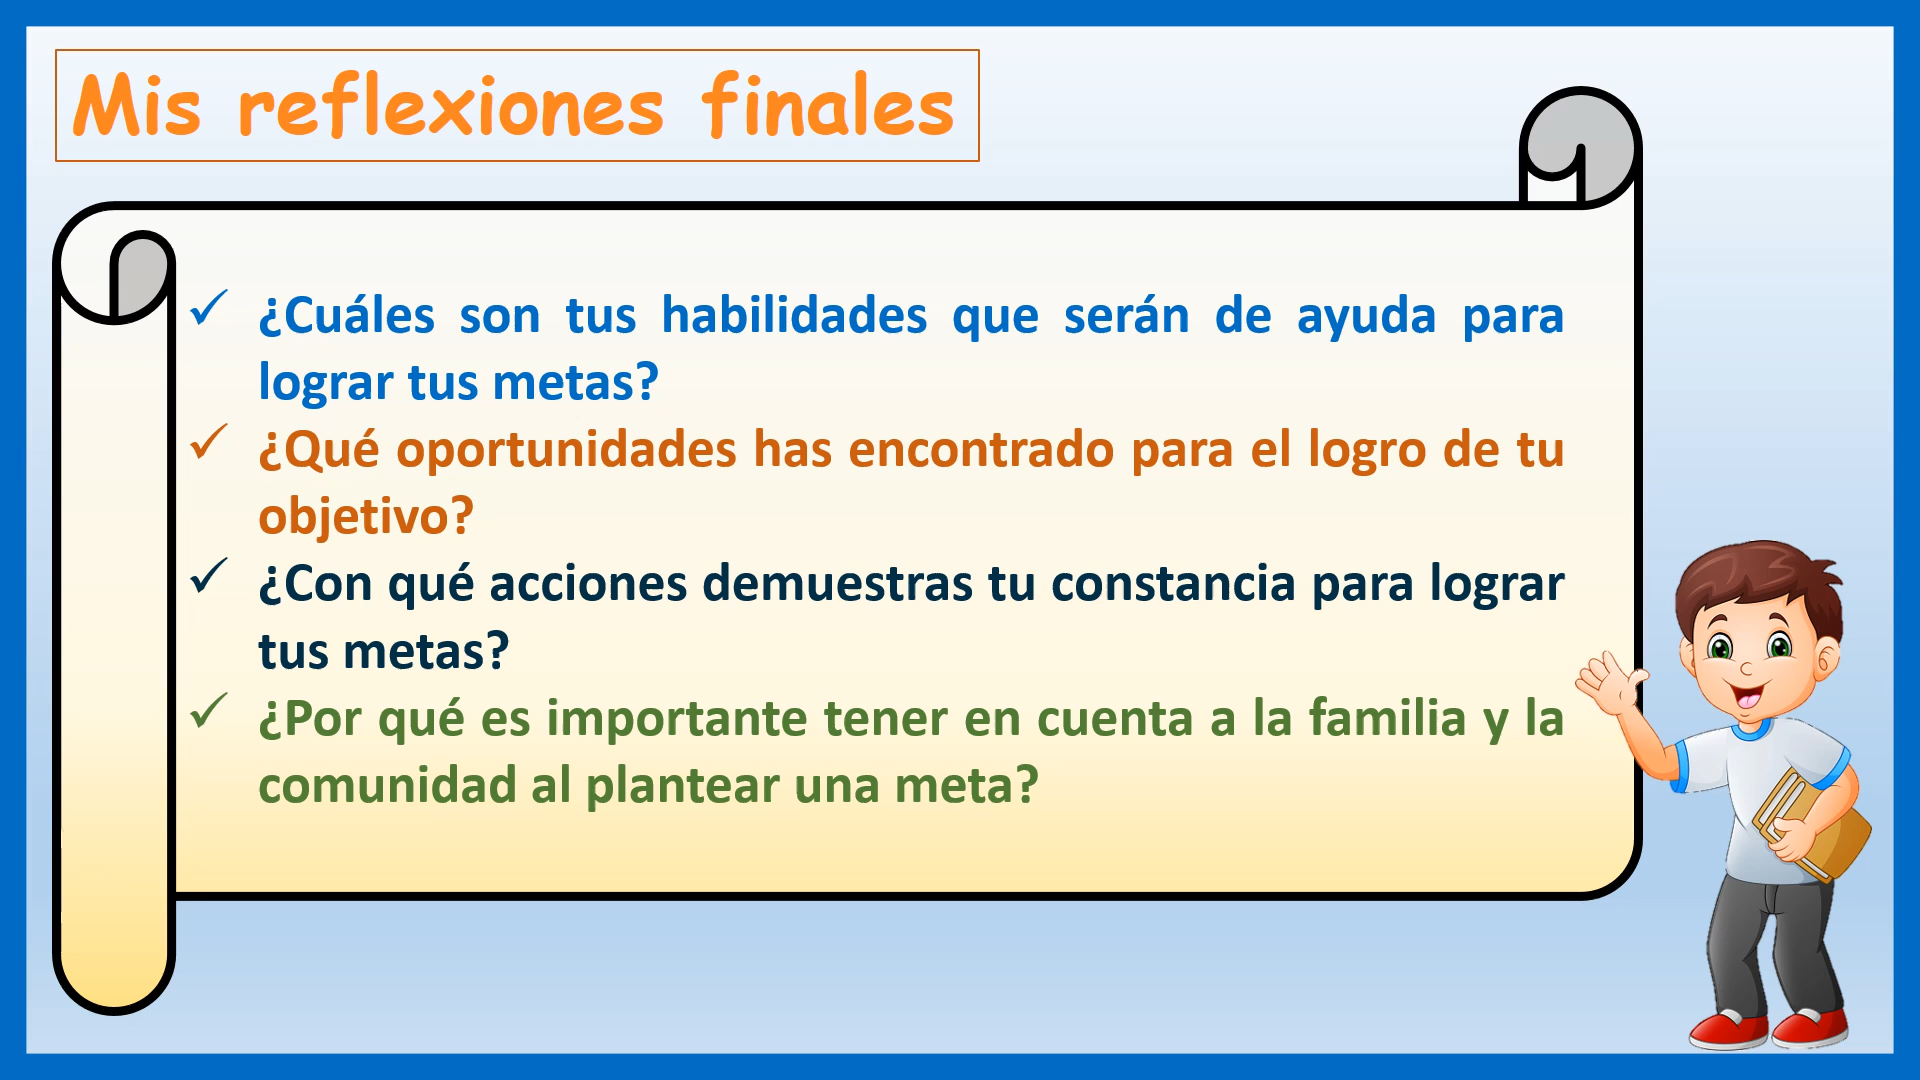 Mis reflexiones finales
✓ ¿Cuáles son tus habilidades que serán de ayuda para
lograr tus metas?
✓ ¿Qué oportunidades has encontrado para el logro de tu
objetivo?
✓ ¿Con qué acciones demuestras tu constancia para lograr
tus metas?
✓ ¿Por qué es importante tener en cuenta a la familia y la
comunidad al plantear una meta?